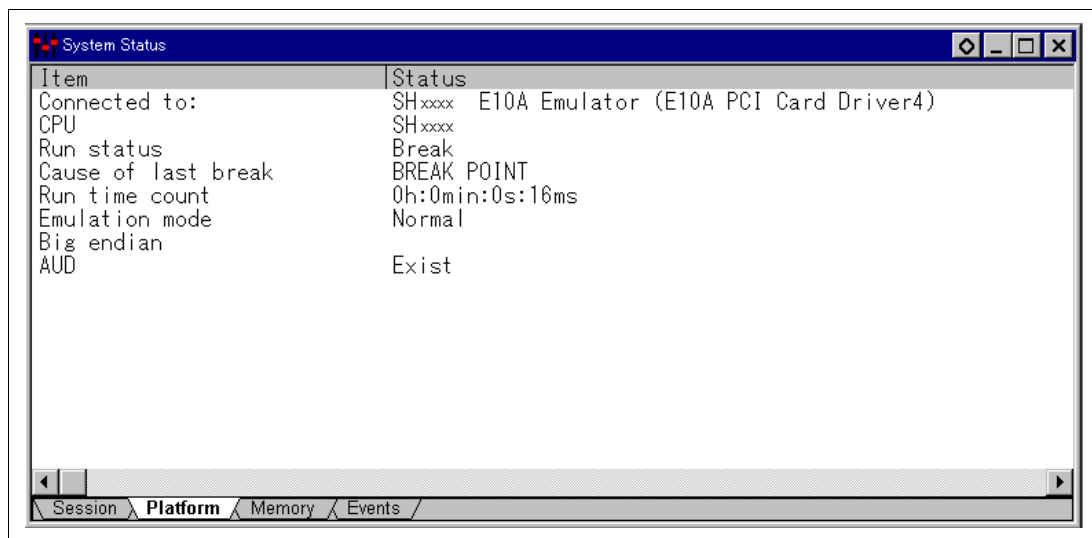 System Status
Item Status
Connected to: SHxxxx E10A Emulator (E10A PCI Card Driver4)
CPU SHxxxx
Run status Break
Cause of last break BREAK POINT
Run time count 0h:0min:0s:16ms
Emulation mode Normal
Big endian
AUD Exist
Session Platform Memory Events